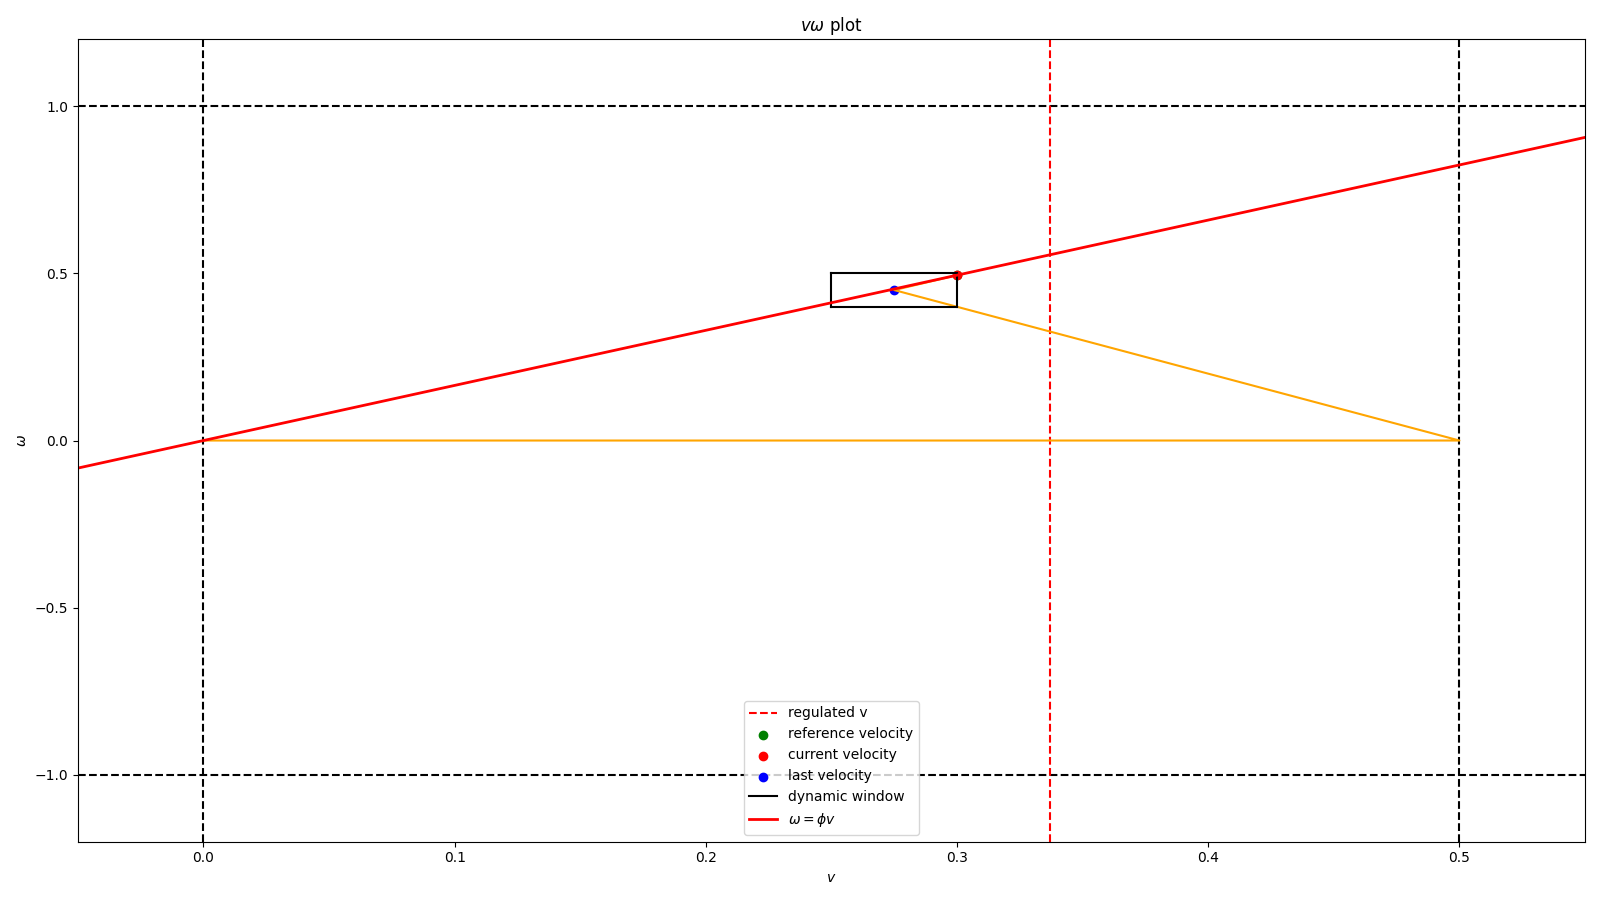 vω plot
1.0
0.5
0.0
−0.5
−1.0
ω
regulated v
reference velocity
current velocity
last velocity
dynamic window
ω = ϕv
0.0 0.1 0.2 0.3 0.4 0.5
v